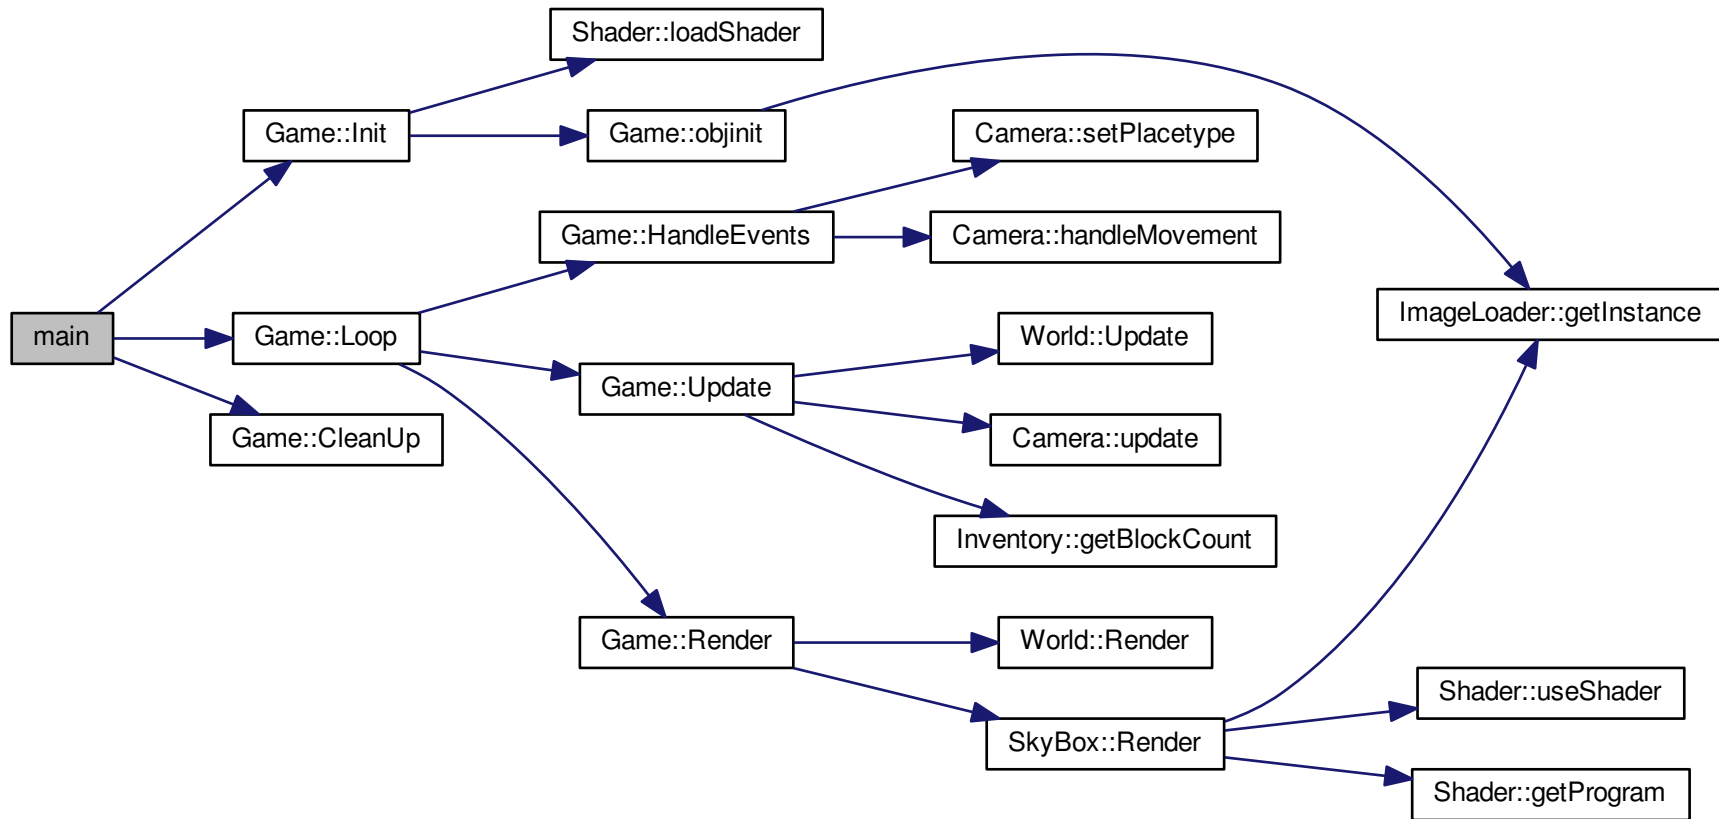 Shader::loadShader
Game::Init
Game::objinit
Camera::setPlacetype
Game::HandleEvents
Camera::handleMovement
ImageLoader::getInstance
main
Game::Loop
World::Update
Game::Update
Game::CleanUp
Camera::update
Inventory::getBlockCount
Game::Render
World::Render
Shader::useShader
SkyBox::Render
Shader::getProgram